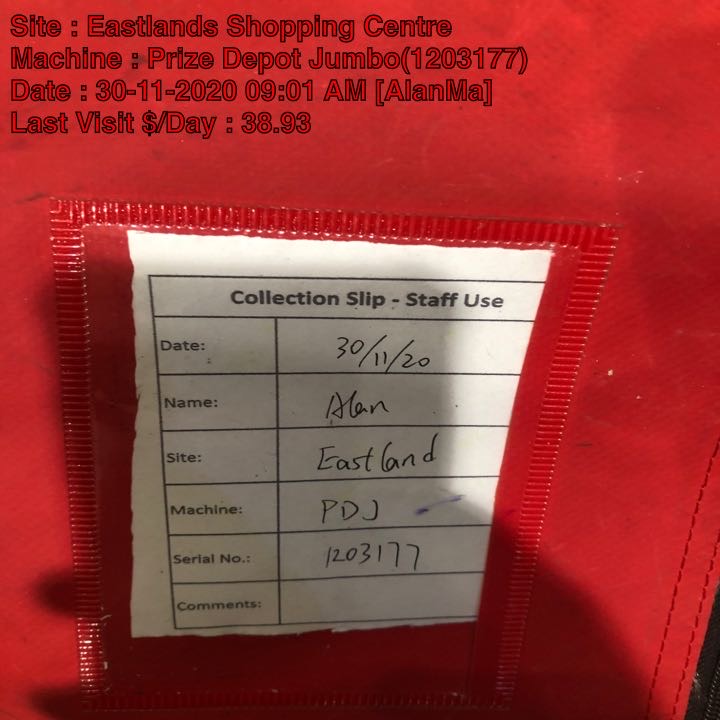 Site : Eastlands Shopping Centre
Machine : Prize Depot Jumbo(1203177)
Date : 30-11-2020 09:01 AM [AlanMa]
Last Visit $/Day : 38.93
Collection Slip - Staff Use
Date: 30/11/20
Name: Alan
Site: Eastland
Machine: PDJ
Serial No.: 1203177
Comments: